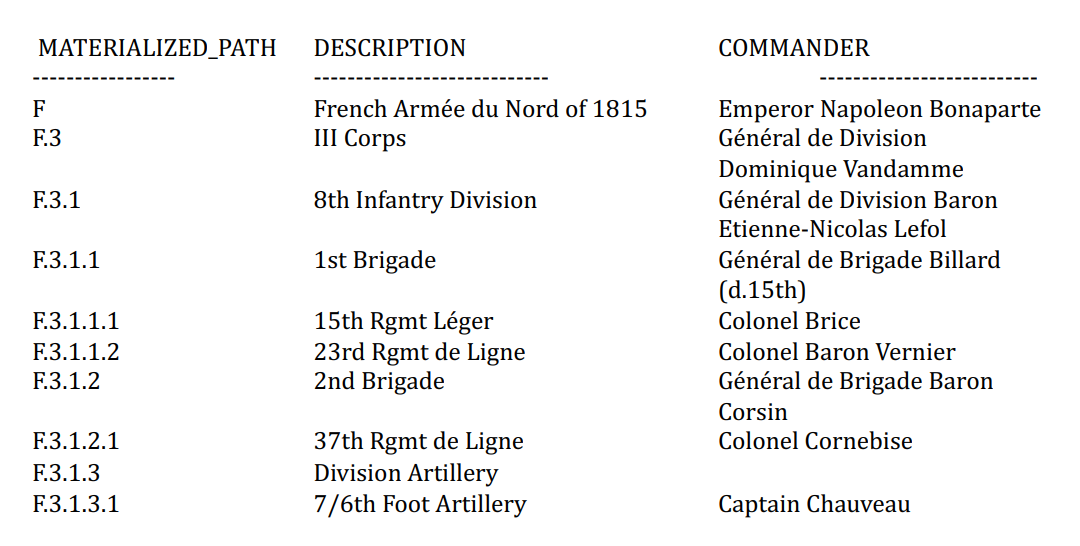 MATERIALIZED_PATH DESCRIPTION COMMANDER
----------------- ---------------------------- --------------------------
F French Armée du Nord of 1815 Emperor Napoleon Bonaparte
F.3 III Corps Général de Division
Dominique Vandamme
F.3.1 8th Infantry Division Général de Division Baron
Etienne-Nicolas Lefol
F.3.1.1 1st Brigade Général de Brigade Billard
(d.15th)
F.3.1.1.1 15th Rgmt Léger Colonel Brice
F.3.1.1.2 23rd Rgmt de Ligne Colonel Baron Vernier
F.3.1.2 2nd Brigade Général de Brigade Baron
Corsin
F.3.1.2.1 37th Rgmt de Ligne Colonel Cornebise
F.3.1.3 Division Artillery
F.3.1.3.1 7/6th Foot Artillery Captain Chauveau